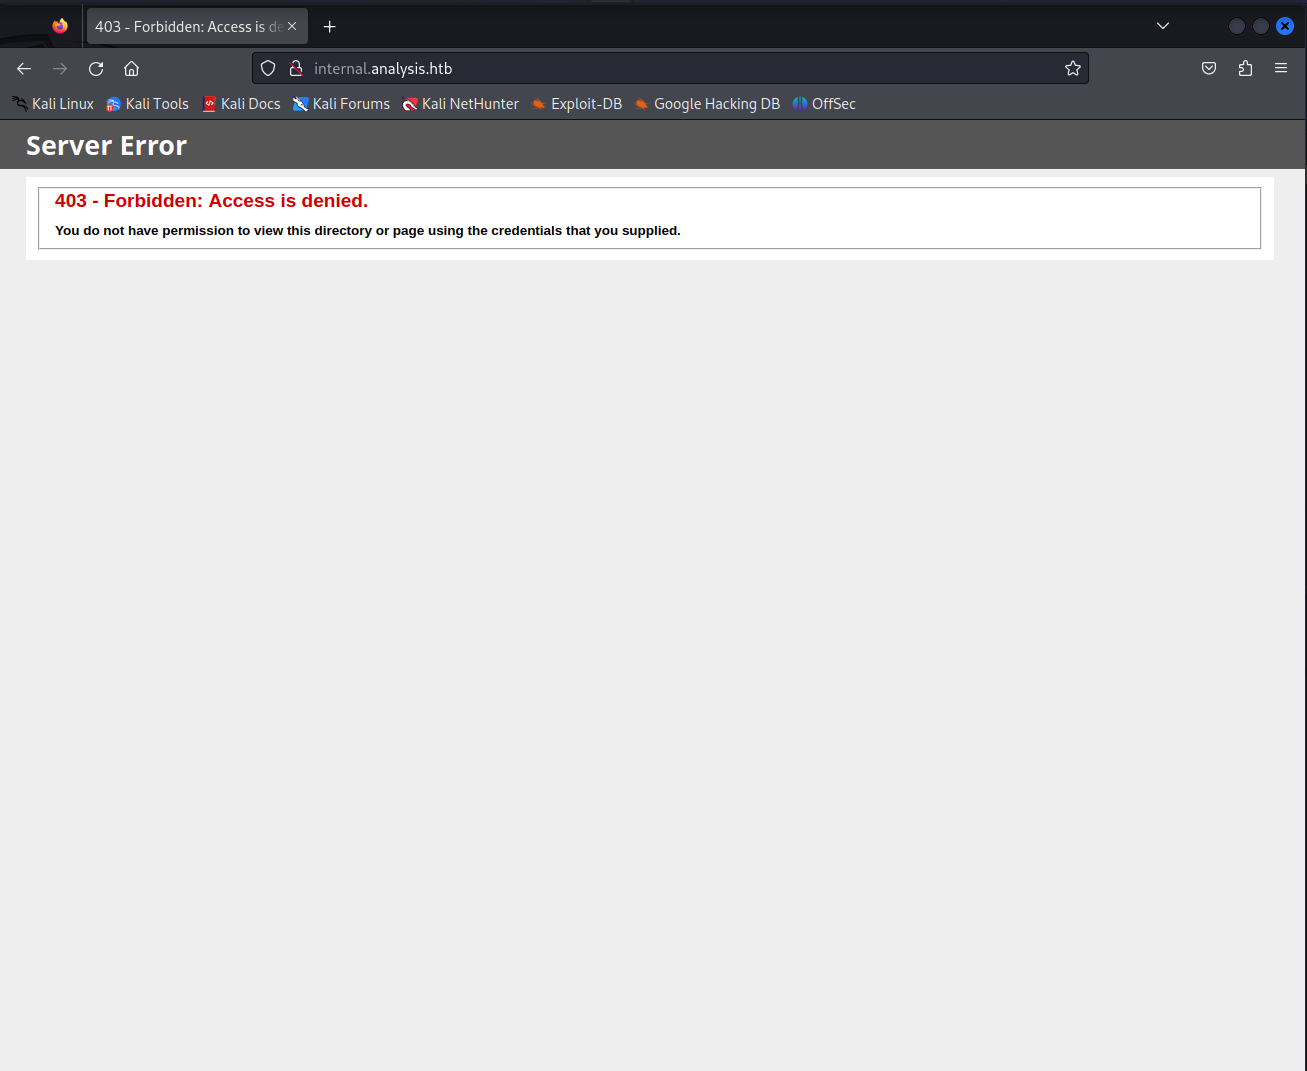 403 - Forbidden: Access is de
internal.analysis.htb
Kali Linux Kali Tools Kali Docs Kali Forums Kali NetHunter Exploit-DB Google Hacking DB OffSec
Server Error
403 - Forbidden: Access is denied.
You do not have permission to view this directory or page using the credentials that you supplied.